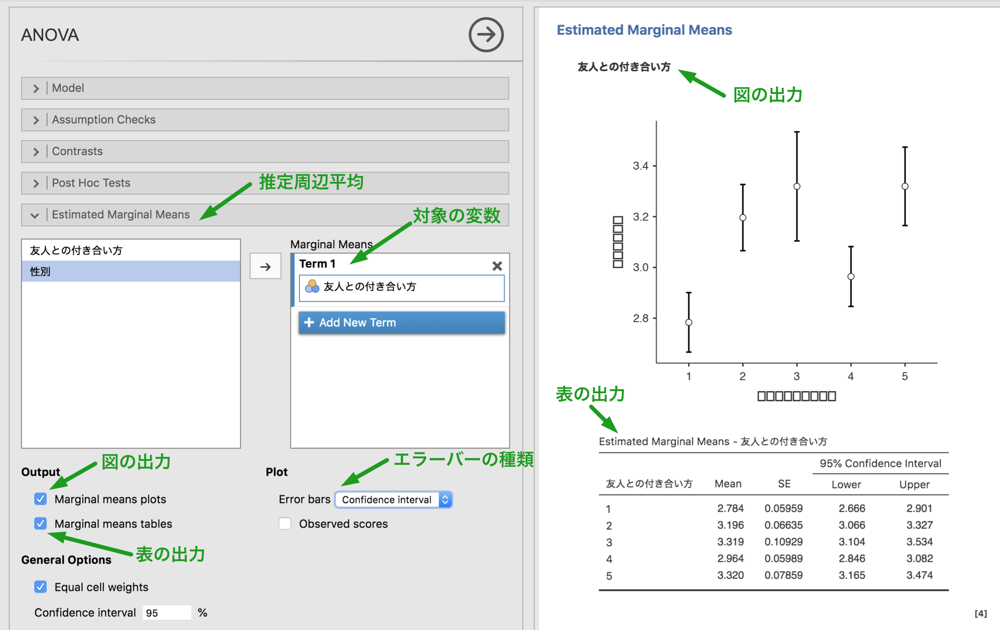 ANOVA
Model
Assumption Checks
Contrasts
Post Hoc Tests
推定周辺平均
Estimated Marginal Means
対象の変数
友人との付き合い方
性別
Marginal Means
Term 1
友人との付き合い方
Add New Term
Output
図の出力
Marginal means plots
Marginal means tables
表の出力
Plot
エラーバーの種類
Error bars Confidence interval
Observed scores
General Options
Equal cell weights
Confidence interval 95 %
Estimated Marginal Means
友人との付き合い方
図の出力
3.4
3.2
3.0
2.8
1 2 3 4 5
□□□□□□
□□□□□□□□□
表の出力
Estimated Marginal Means - 友人との付き合い方
95% Confidence Interval
友人との付き合い方 Mean SE Lower Upper
1 2.784 0.05959 2.666 2.901
2 3.196 0.06635 3.066 3.327
3 3.319 0.10929 3.104 3.534
4 2.964 0.05989 2.846 3.082
5 3.320 0.07859 3.165 3.474
[4]